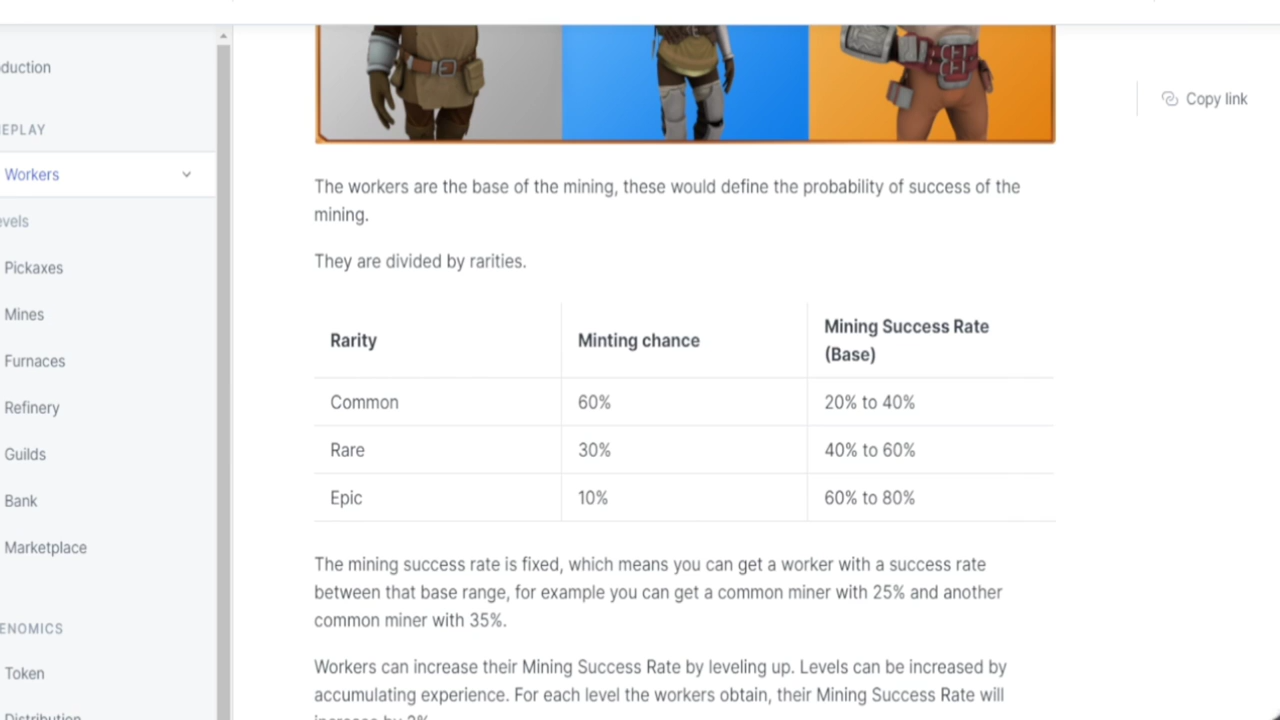 duction
EPLAY
Workers
evels
Pickaxes
Mines
Furnaces
Refinery
Guilds
Bank
Marketplace
ENOMICS
Token
Distribution
Copy link
The workers are the base of the mining, these would define the probability of success of the
mining.
They are divided by rarities.
Rarity Minting chance Mining Success Rate (Base)
Common 60% 20% to 40%
Rare 30% 40% to 60%
Epic 10% 60% to 80%
The mining success rate is fixed, which means you can get a worker with a success rate
between that base range, for example you can get a common miner with 25% and another
common miner with 35%.
Workers can increase their Mining Success Rate by leveling up. Levels can be increased by
accumulating experience. For each level the workers obtain, their Mining Success Rate will
increase by